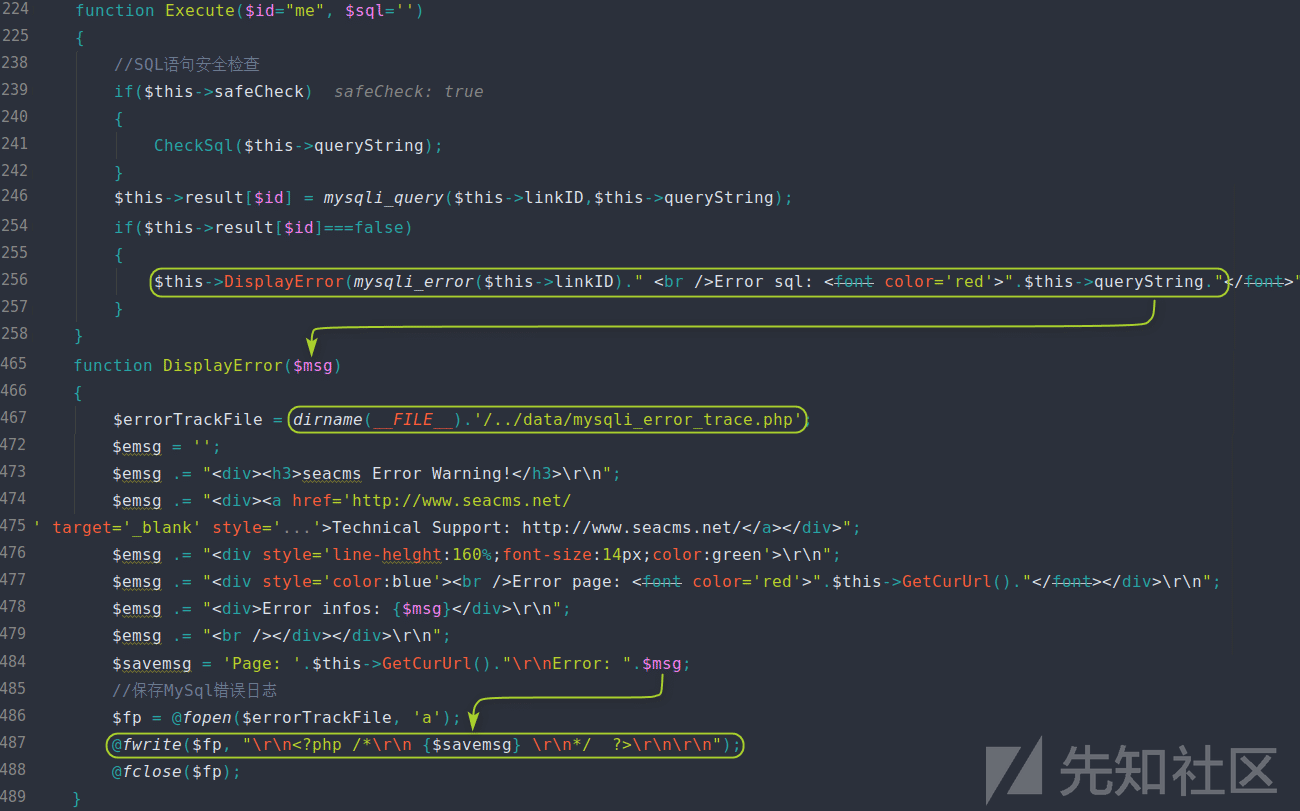 224 function Execute($id="me", $sql='')
225 {
238 //SQL语句安全检查
239 if($this->safeCheck) safeCheck: true
240 {
241 CheckSql($this->queryString);
242 }
246 $this->result[$id] = mysqli_query($this->linkID,$this->queryString);
254 if($this->result[$id]===false)
255 {
256 $this->DisplayError(mysqli_error($this->linkID)." <br />Error sql: <font color='red'>".$this->queryString."</font>"
257 }
258 }
465 function DisplayError($msg)
466 {
467 $errorTrackFile = dirname(__FILE__).'/../data/mysqli_error_trace.php';
472 $emsg = '';
473 $emsg .= "<div><h3>seacms Error Warning!</h3>\r\n";
474 $emsg .= "<div><a href='http://www.seacms.net/
475 ' target='_blank' style='...'>Technical Support: http://www.seacms.net/</a></div>";
476 $emsg .= "<div style='line-helght:160%;font-size:14px;color:green'>\r\n";
477 $emsg .= "<div style='color:blue'><br />Error page: <font color='red'>".$this->GetCurUrl()."</font></div>\r\n";
478 $emsg .= "<div>Error infos: {$msg}</div>\r\n";
479 $emsg .= "<br /></div></div>\r\n";
484 $savemsg = 'Page: '.$this->GetCurUrl()."\r\nError: ".$msg;
485 //保存MySql错误日志
486 $fp = @fopen($errorTrackFile, 'a');
487 @fwrite($fp, "\r\n<?php /*\r\n {$savemsg} \r\n*/ ?>\r\n\r\n");
488 @fclose($fp);
489 }
先知社区